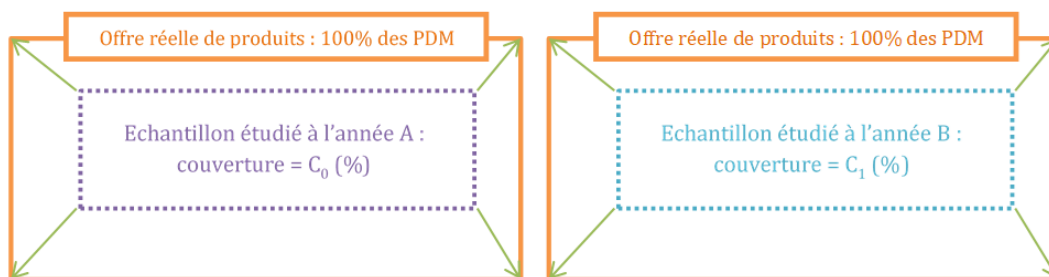 Offre réelle de produits : 100% des PDM
Echantillon étudié à l'année A :
couverture = C₀ (%)
Offre réelle de produits : 100% des PDM
Echantillon étudié à l'année B :
couverture = C₁ (%)